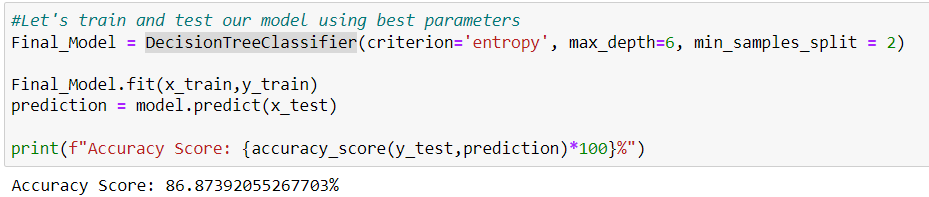 #Let's train and test our model using best parameters
Final_Model = DecisionTreeClassifier(criterion='entropy', max_depth=6, min_samples_split = 2)
Final_Model.fit(x_train,y_train)
prediction = model.predict(x_test)
print(f"Accuracy Score: {accuracy_score(y_test,prediction)*100}%")
Accuracy Score: 86.87392055267703%